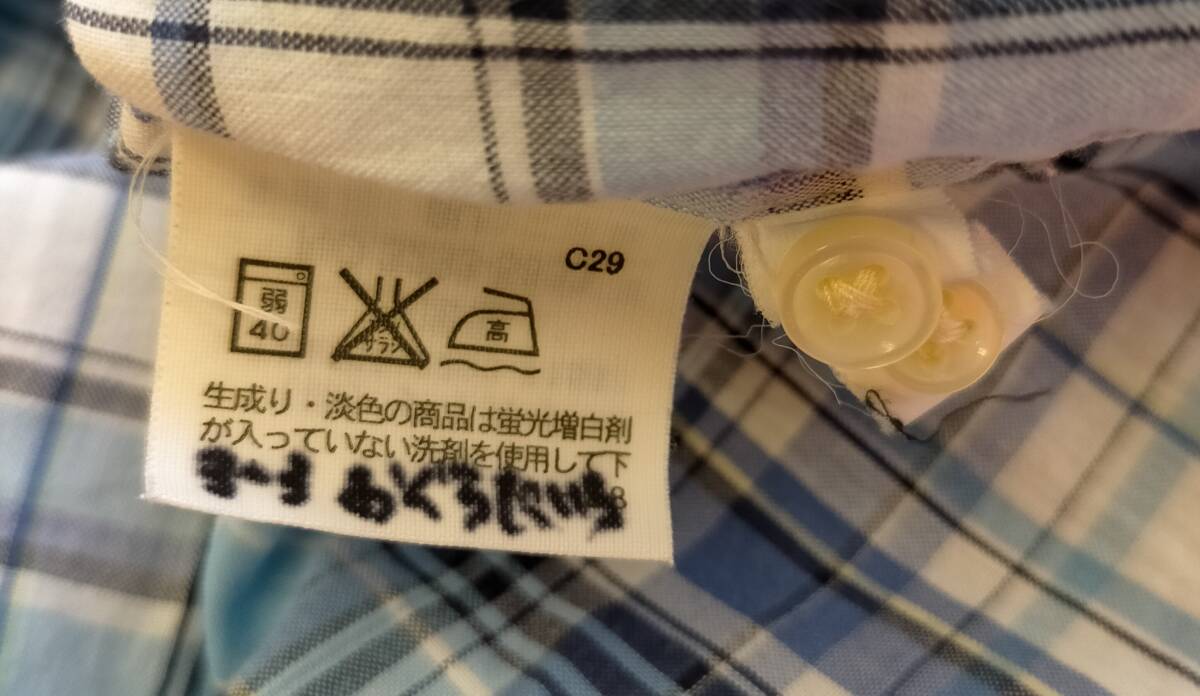 C29
弱
40
サラシ
高
生成り・淡色の商品は蛍光増白剤
が入っていない洗剤を使用して下
8